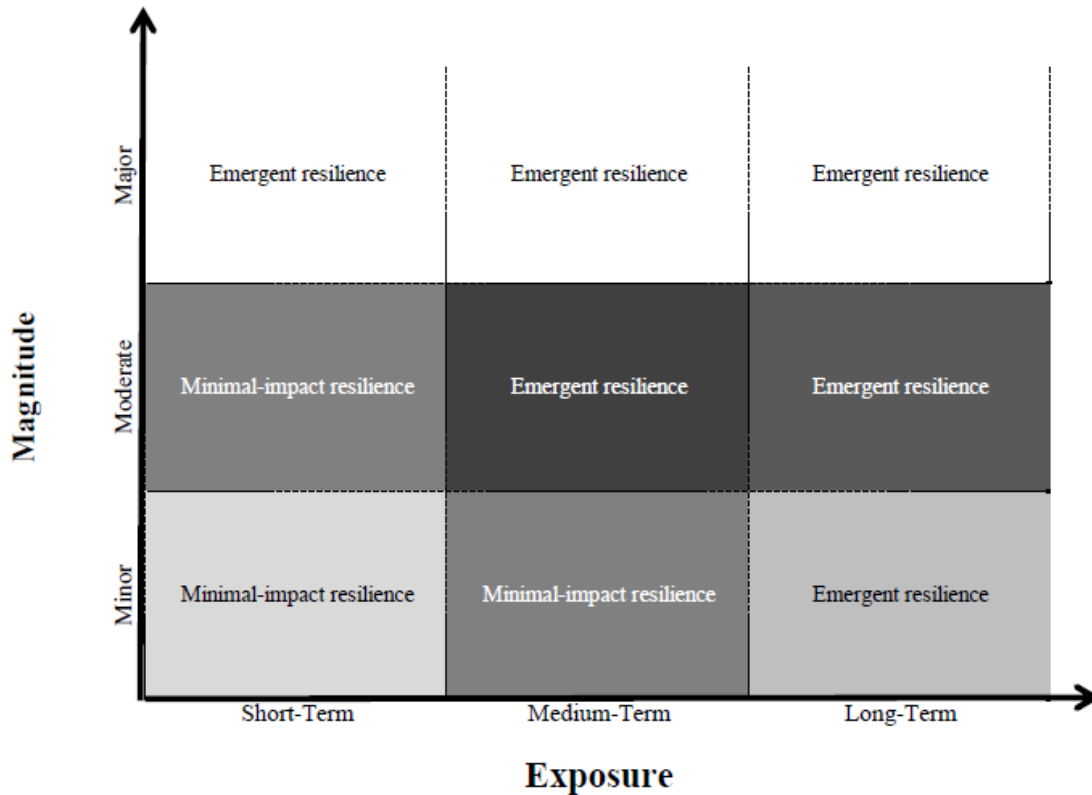 Magnitude
Major
Emergent resilience
Emergent resilience
Emergent resilience
Moderate
Minimal-impact resilience
Emergent resilience
Emergent resilience
Minor
Minimal-impact resilience
Minimal-impact resilience
Emergent resilience
Short-Term
Medium-Term
Long-Term
Exposure